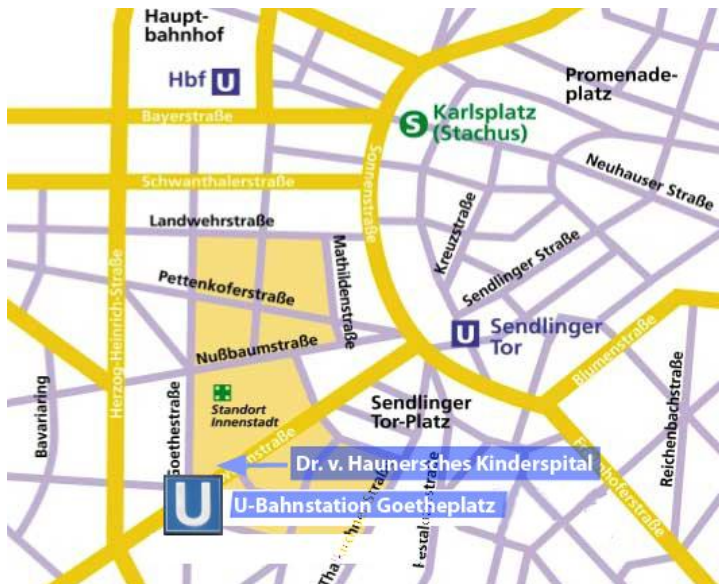 Haupt-
bahnhof
Hbf U
Promenade-
platz
S Karlsplatz
(Stachus)
Bayerstraße
Sonnenstraße
Neuhauser Straße
Schwanthalerstraße
Landwehrstraße
Mathildenstraße
Kreuzstraße
Sendlinger Straße
Pettenkoferstraße
Herzog-Heinrich-Straße
U Sendlinger
Tor
Nußbaumstraße
Blumenstraße
Bavariaring
Goethestraße
Standort
Innenstadt
Sendlinger
Tor-Platz
Reichenbachstraße
Dr. v. Haunersches Kinderspital
U
U-Bahnstation Goetheplatz